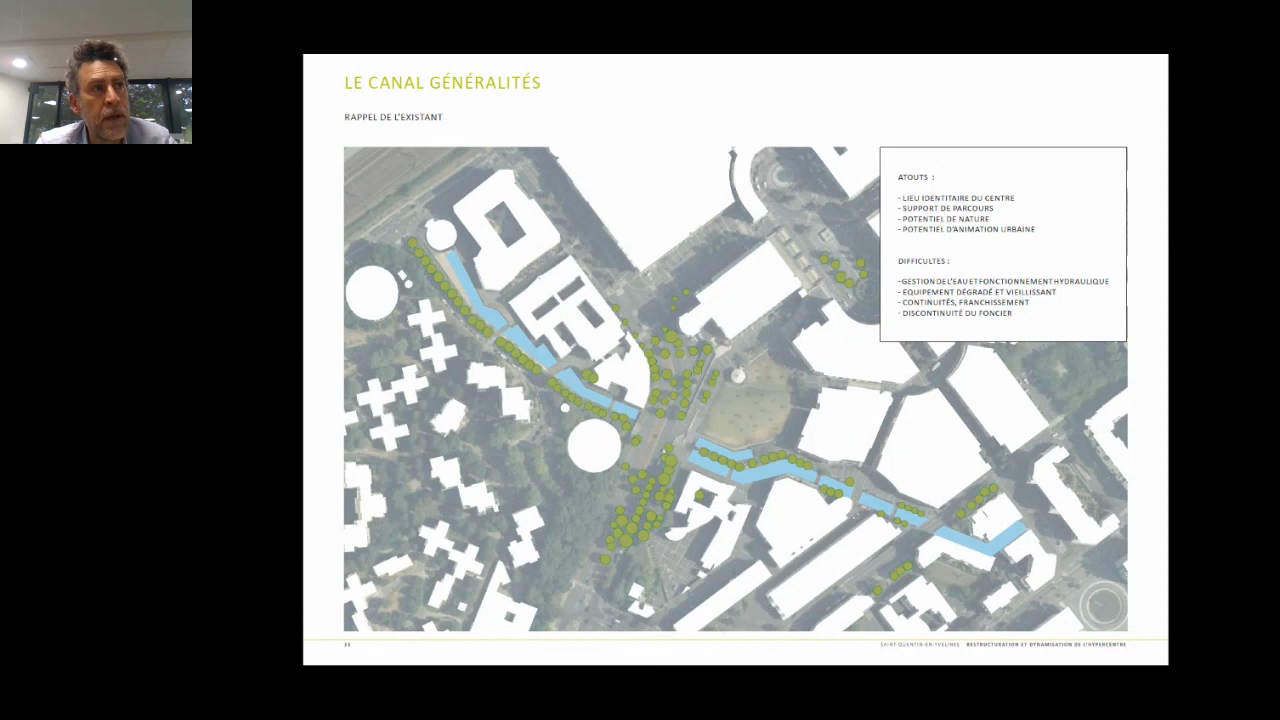 LE CANAL GÉNÉRALITÉS
RAPPEL DE L'EXISTANT
ATOUTS :
- LIEU IDENTITAIRE DU CENTRE
- SUPPORT DE PARCOURS
- POTENTIEL DE NATURE
- POTENTIEL D'ANIMATION URBAINE
DIFFICULTES :
- GESTION DE L'EAU ET FONCTIONNEMENT HYDRAULIQUE
- EQUIPEMENT DÉGRADÉ ET VIEILLISSANT
- CONTINUITÉS, FRANCHISSEMENT
- DISCONTINUITÉ DU FONCIER
33 SAINT-QUENTIN-EN-YVELINES RESTRUCTURATION ET DYNAMISATION DE L'HYPERCENTRE